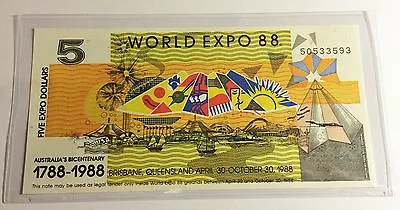 5
WORLD EXPO 88
50533593
FIVE EXPO DOLLARS
AUSTRALIA'S BICENTENARY
1788-1988
BRISBANE, QUEENSLAND APRIL 30-OCTOBER 30, 1988
This note may be used as legal tender only inside World Expo 88 grounds between April 30 and October 30, 1988